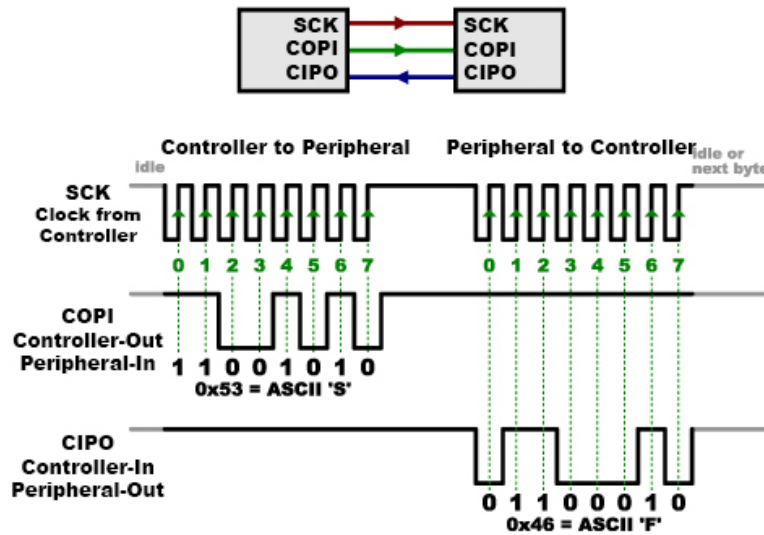 SCK SCK
COPI COPI
CIPO CIPO
Controller to Peripheral Peripheral to Controller
idle idle or
next byte
SCK
Clock from
Controller
0 1 2 3 4 5 6 7 0 1 2 3 4 5 6 7
COPI
Controller-Out
Peripheral-In
1 1 0 0 1 0 1 0
0x53 = ASCII 'S'
CIPO
Controller-In
Peripheral-Out
0 1 1 0 0 0 1 0
0x46 = ASCII 'F'